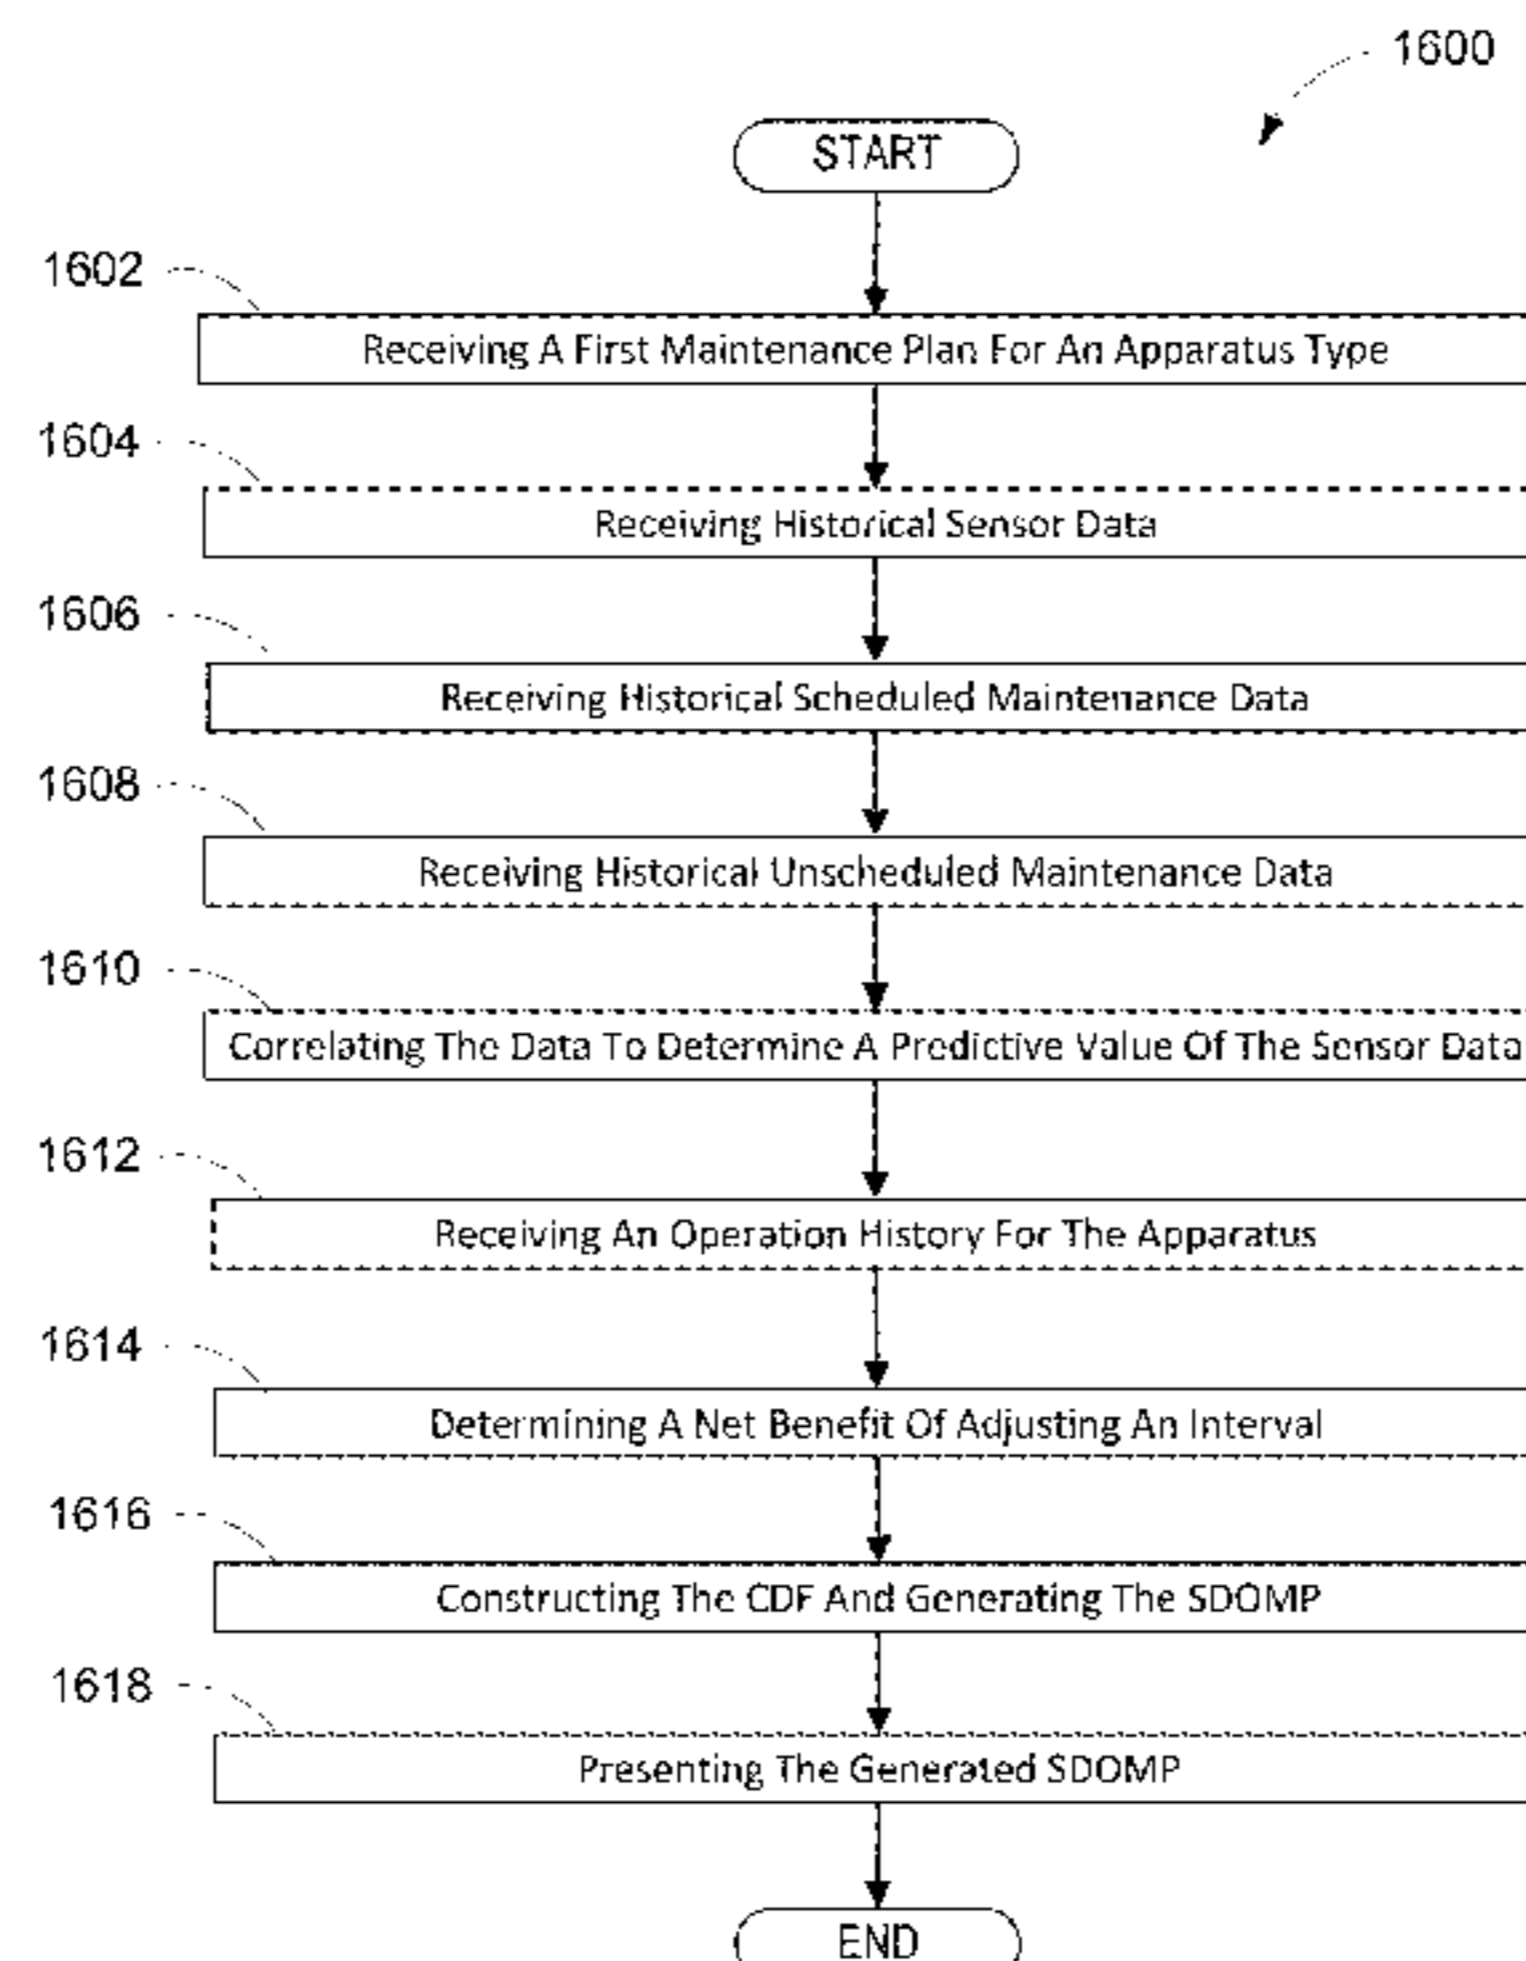 1600
START
1602
Receiving A First Maintenance Plan For An Apparatus Type
1604
Receiving Historical Sensor Data
1606
Receiving Historical Scheduled Maintenance Data
1608
Receiving Historical Unscheduled Maintenance Data
1610
Correlating The Data To Determine A Predictive Value Of The Sensor Data
1612
Receiving An Operation History For The Apparatus
1614
Determining A Net Benefit Of Adjusting An Interval
1616
Constructing The CDF And Generating The SDOMP
1618
Presenting The Generated SDOMP
END